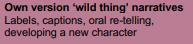 Own version ‘wild thing’ narratives
Labels, captions, oral re-telling,
developing a new character